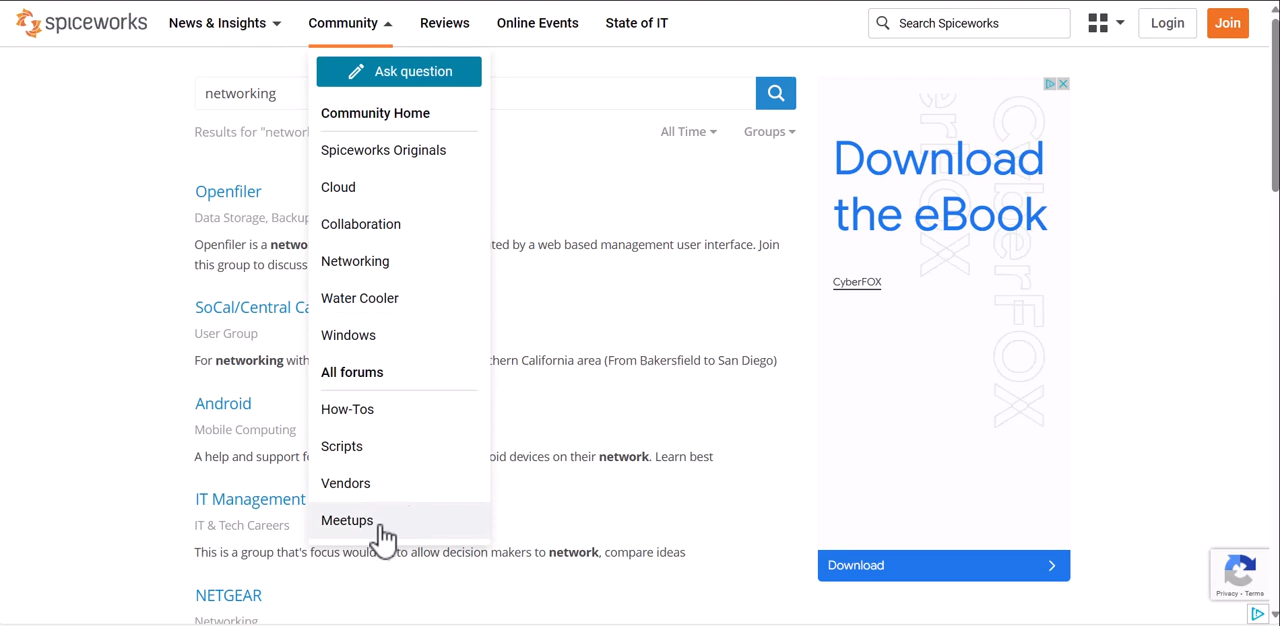 spiceworks
News & Insights
Community
Reviews
Online Events
State of IT
Search Spiceworks
Login
Join
Ask question
Community Home
Spiceworks Originals
Cloud
Collaboration
Networking
Water Cooler
Windows
All forums
How-Tos
Scripts
Vendors
Meetups
networking
Results for "networ
All Time
Groups
Openfiler
Data Storage, Backup
Openfiler is a netwo ted by a web based management user interface. Join
this group to discuss
SoCal/Central Ca
User Group
For networking with hern California area (From Bakersfield to San Diego)
Android
Mobile Computing
A help and support fo oid devices on their network. Learn best
IT Management
IT & Tech Careers
This is a group that's focus would to allow decision makers to network, compare ideas
NETGEAR
Networking
Download
the eBook
CyberFOX
CyberFOX
Download
Privacy - Terms